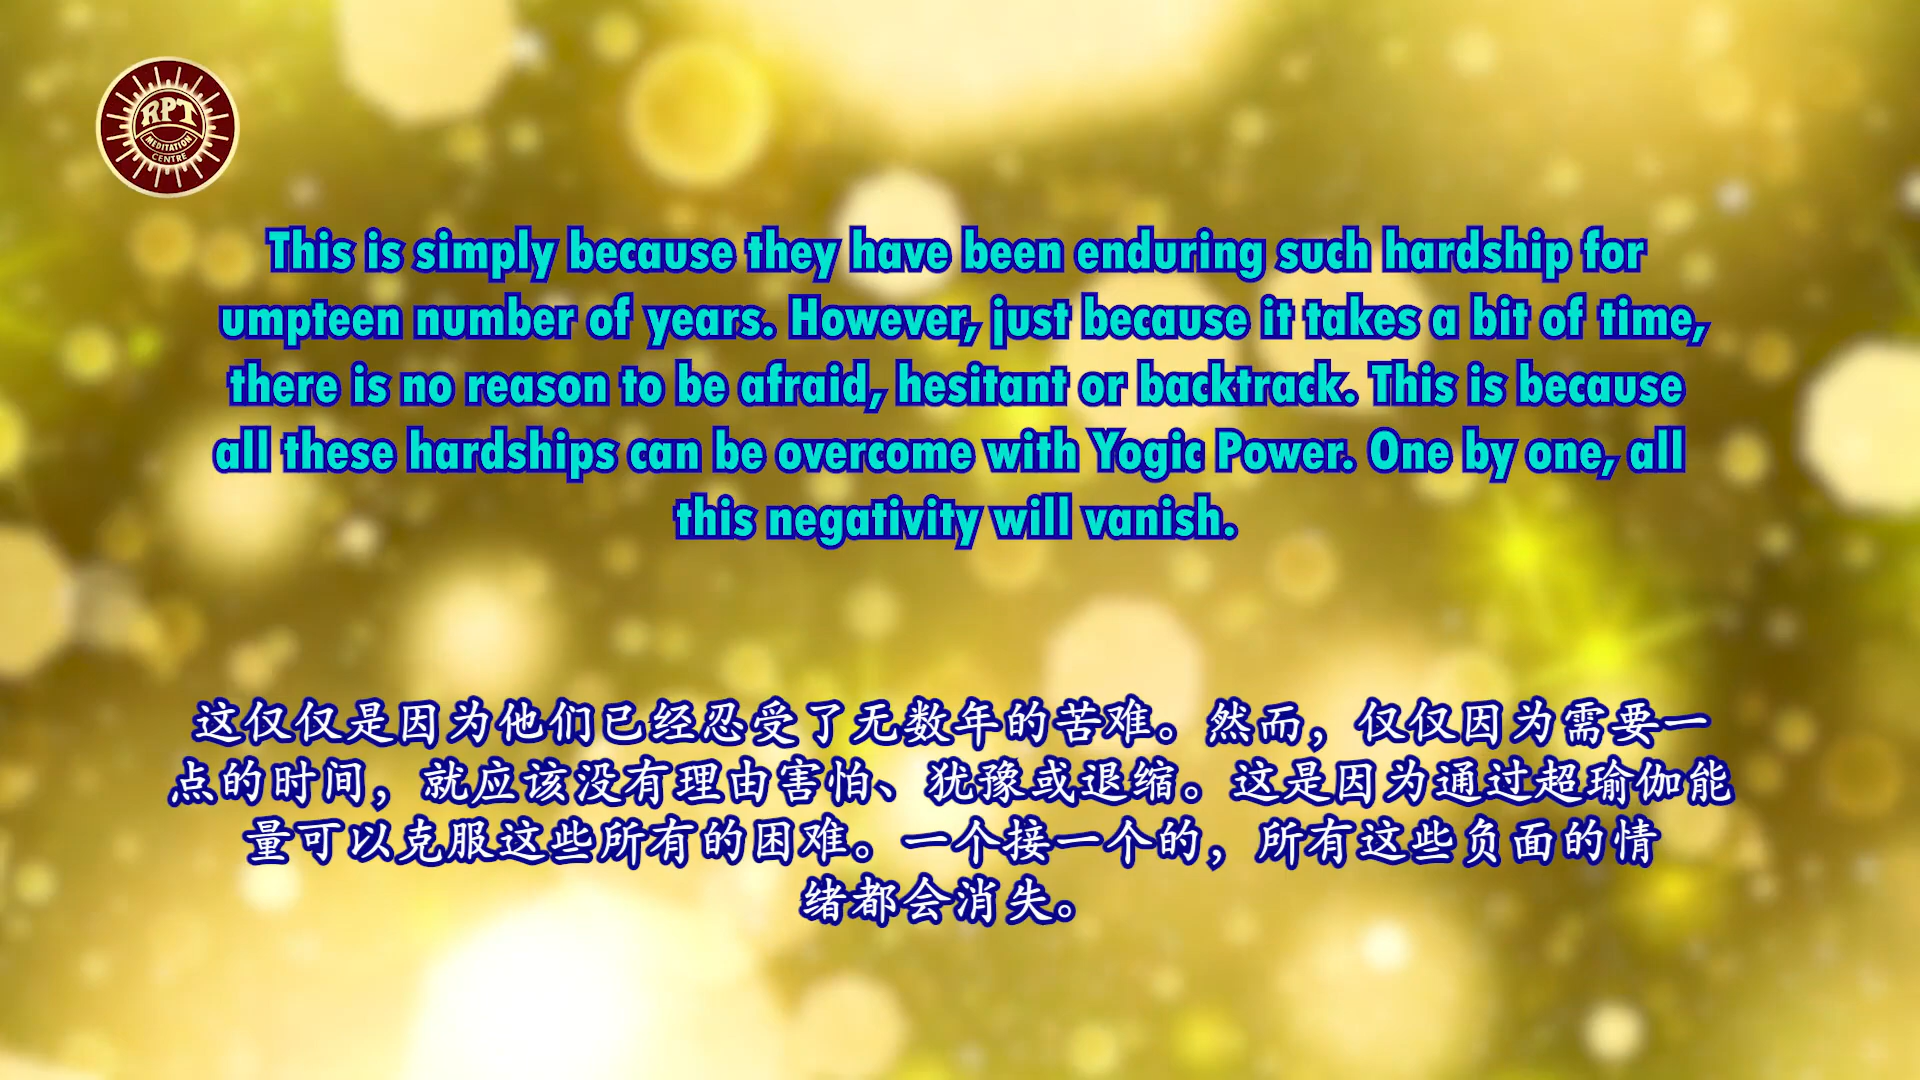 RPT
MEDITATION
CENTRE
This is simply because they have been enduring such hardship for
umpteen number of years. However, just because it takes a bit of time,
there is no reason to be afraid, hesitant or backtrack. This is because
all these hardships can be overcome with Yogic Power. One by one, all
this negativity will vanish.
这仅仅是因为他们已经忍受了无数年的苦难。然而，仅仅因为需要一
点的时间，就应该没有理由害怕、犹豫或退缩。这是因为通过超瑜伽能
量可以克服这些所有的困难。一个接一个的，所有这些负面的情
绪都会消失。